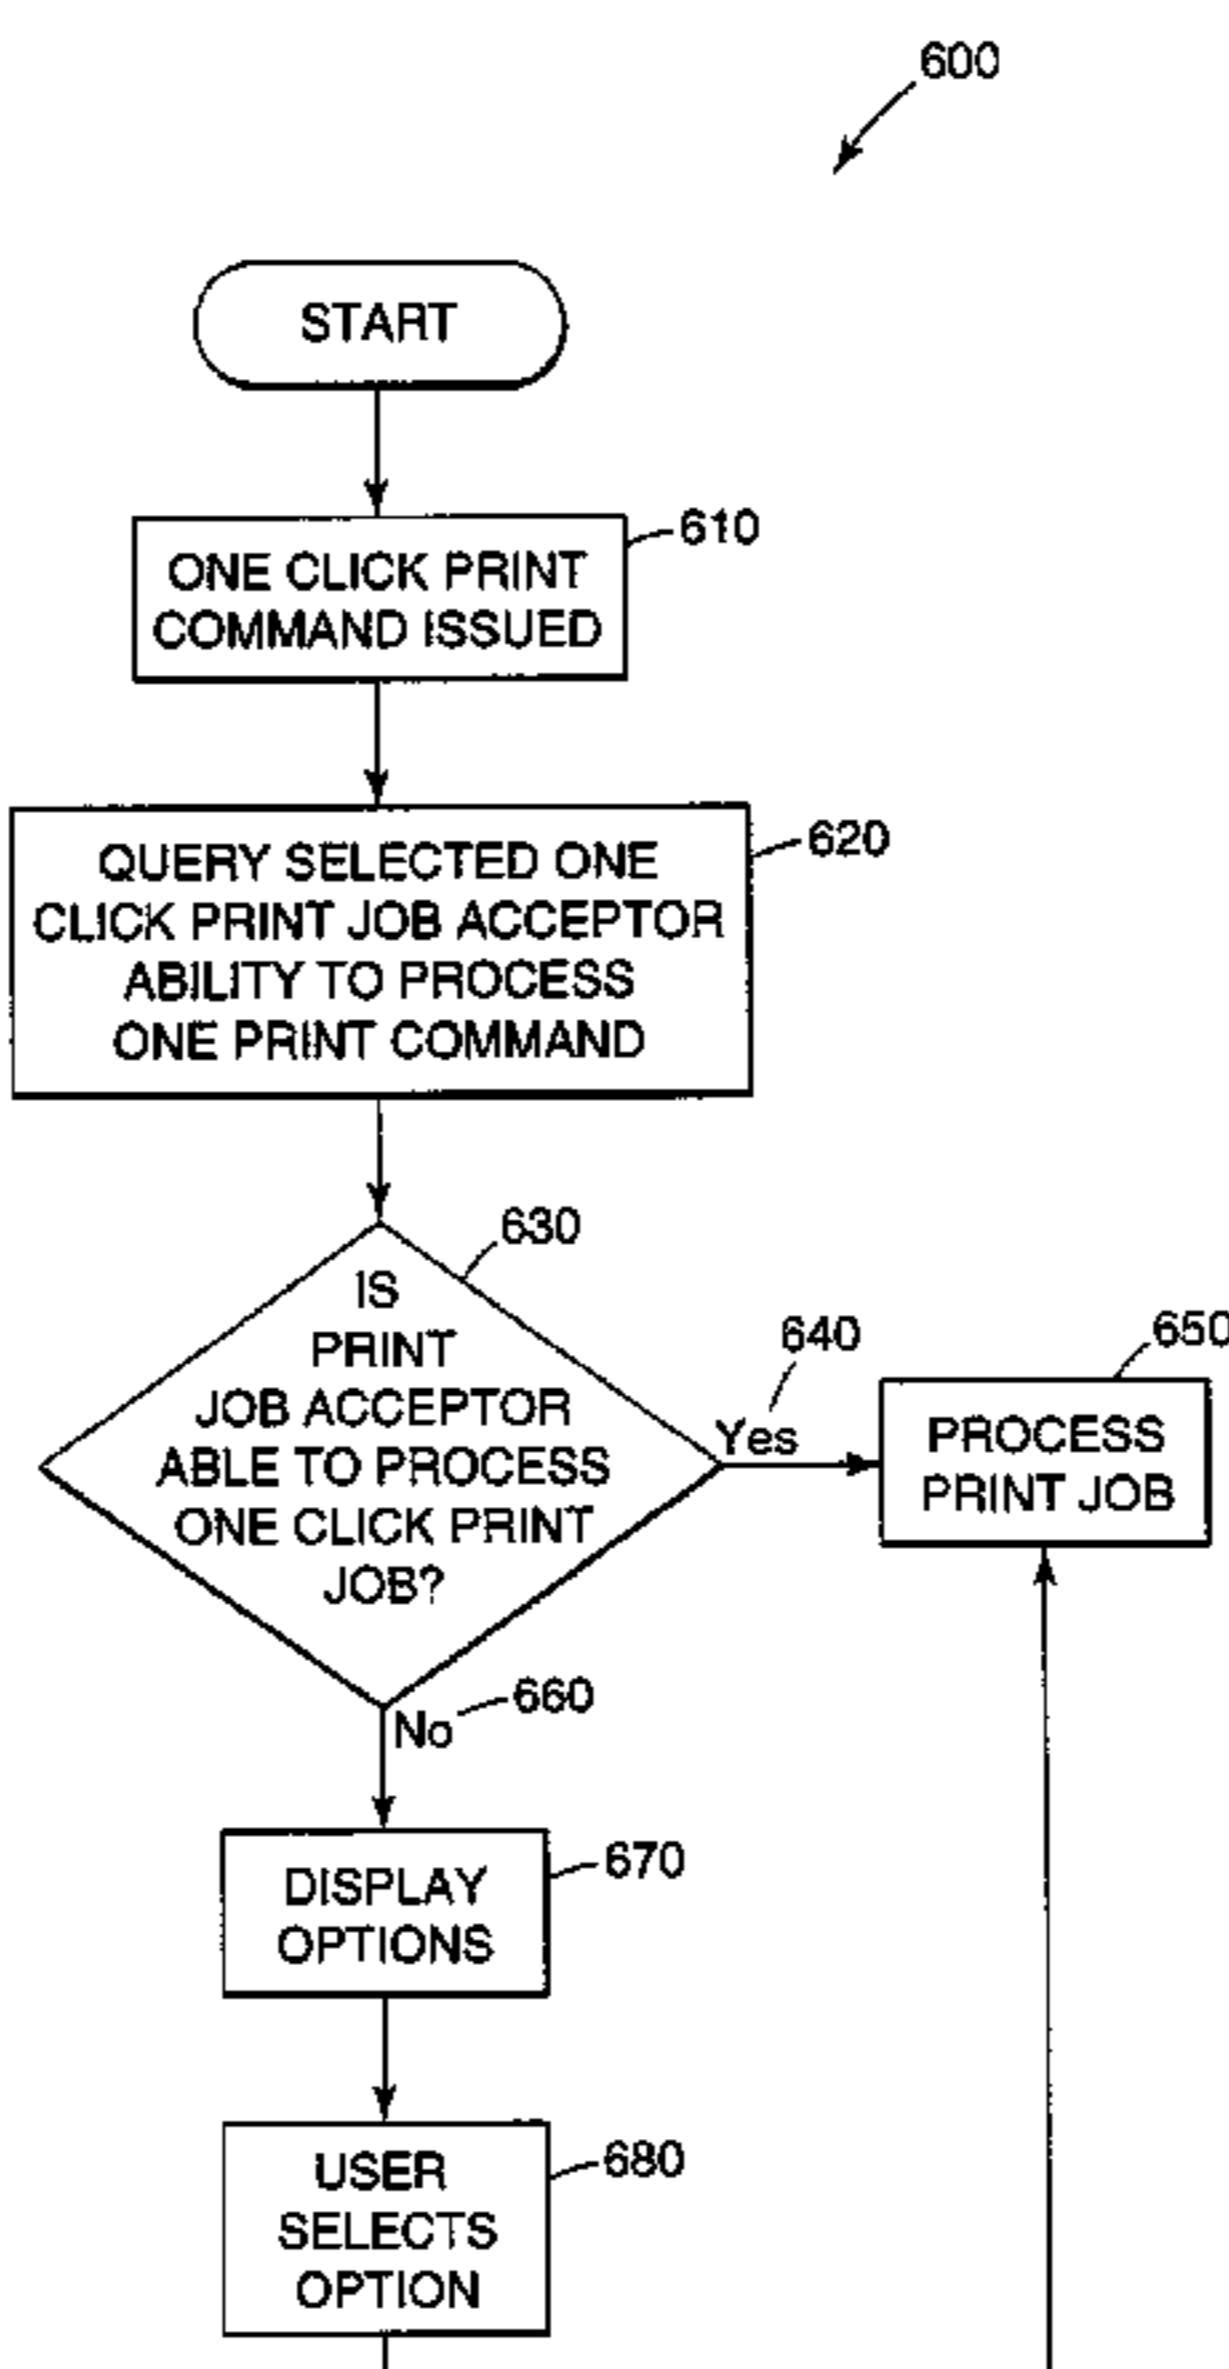 600
START
610
ONE CLICK PRINT
COMMAND ISSUED
620
QUERY SELECTED ONE
CLICK PRINT JOB ACCEPTOR
ABILITY TO PROCESS
ONE PRINT COMMAND
630
IS
PRINT
JOB ACCEPTOR
ABLE TO PROCESS
ONE CLICK PRINT
JOB?
640
Yes
650
PROCESS
PRINT JOB
660
No
670
DISPLAY
OPTIONS
680
USER
SELECTS
OPTION